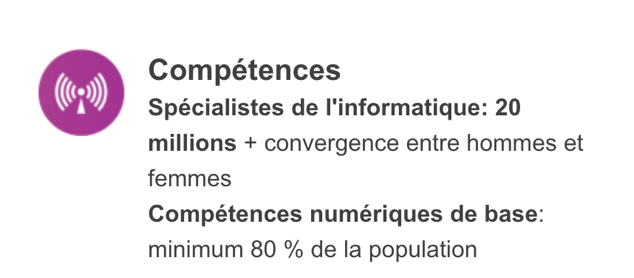 Compétences
Spécialistes de l'informatique: 20
millions + convergence entre hommes et
femmes
Compétences numériques de base:
minimum 80 % de la population